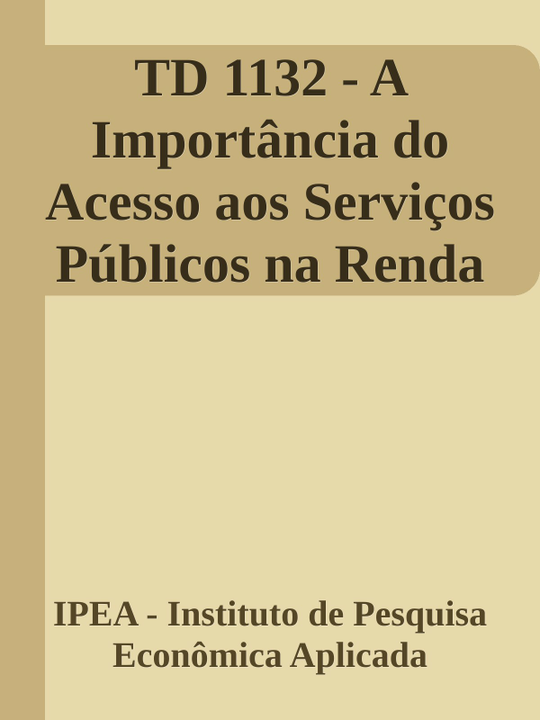 TD 1132 - A
Importância do
Acesso aos Serviços
Públicos na Renda
IPEA - Instituto de Pesquisa
Econômica Aplicada